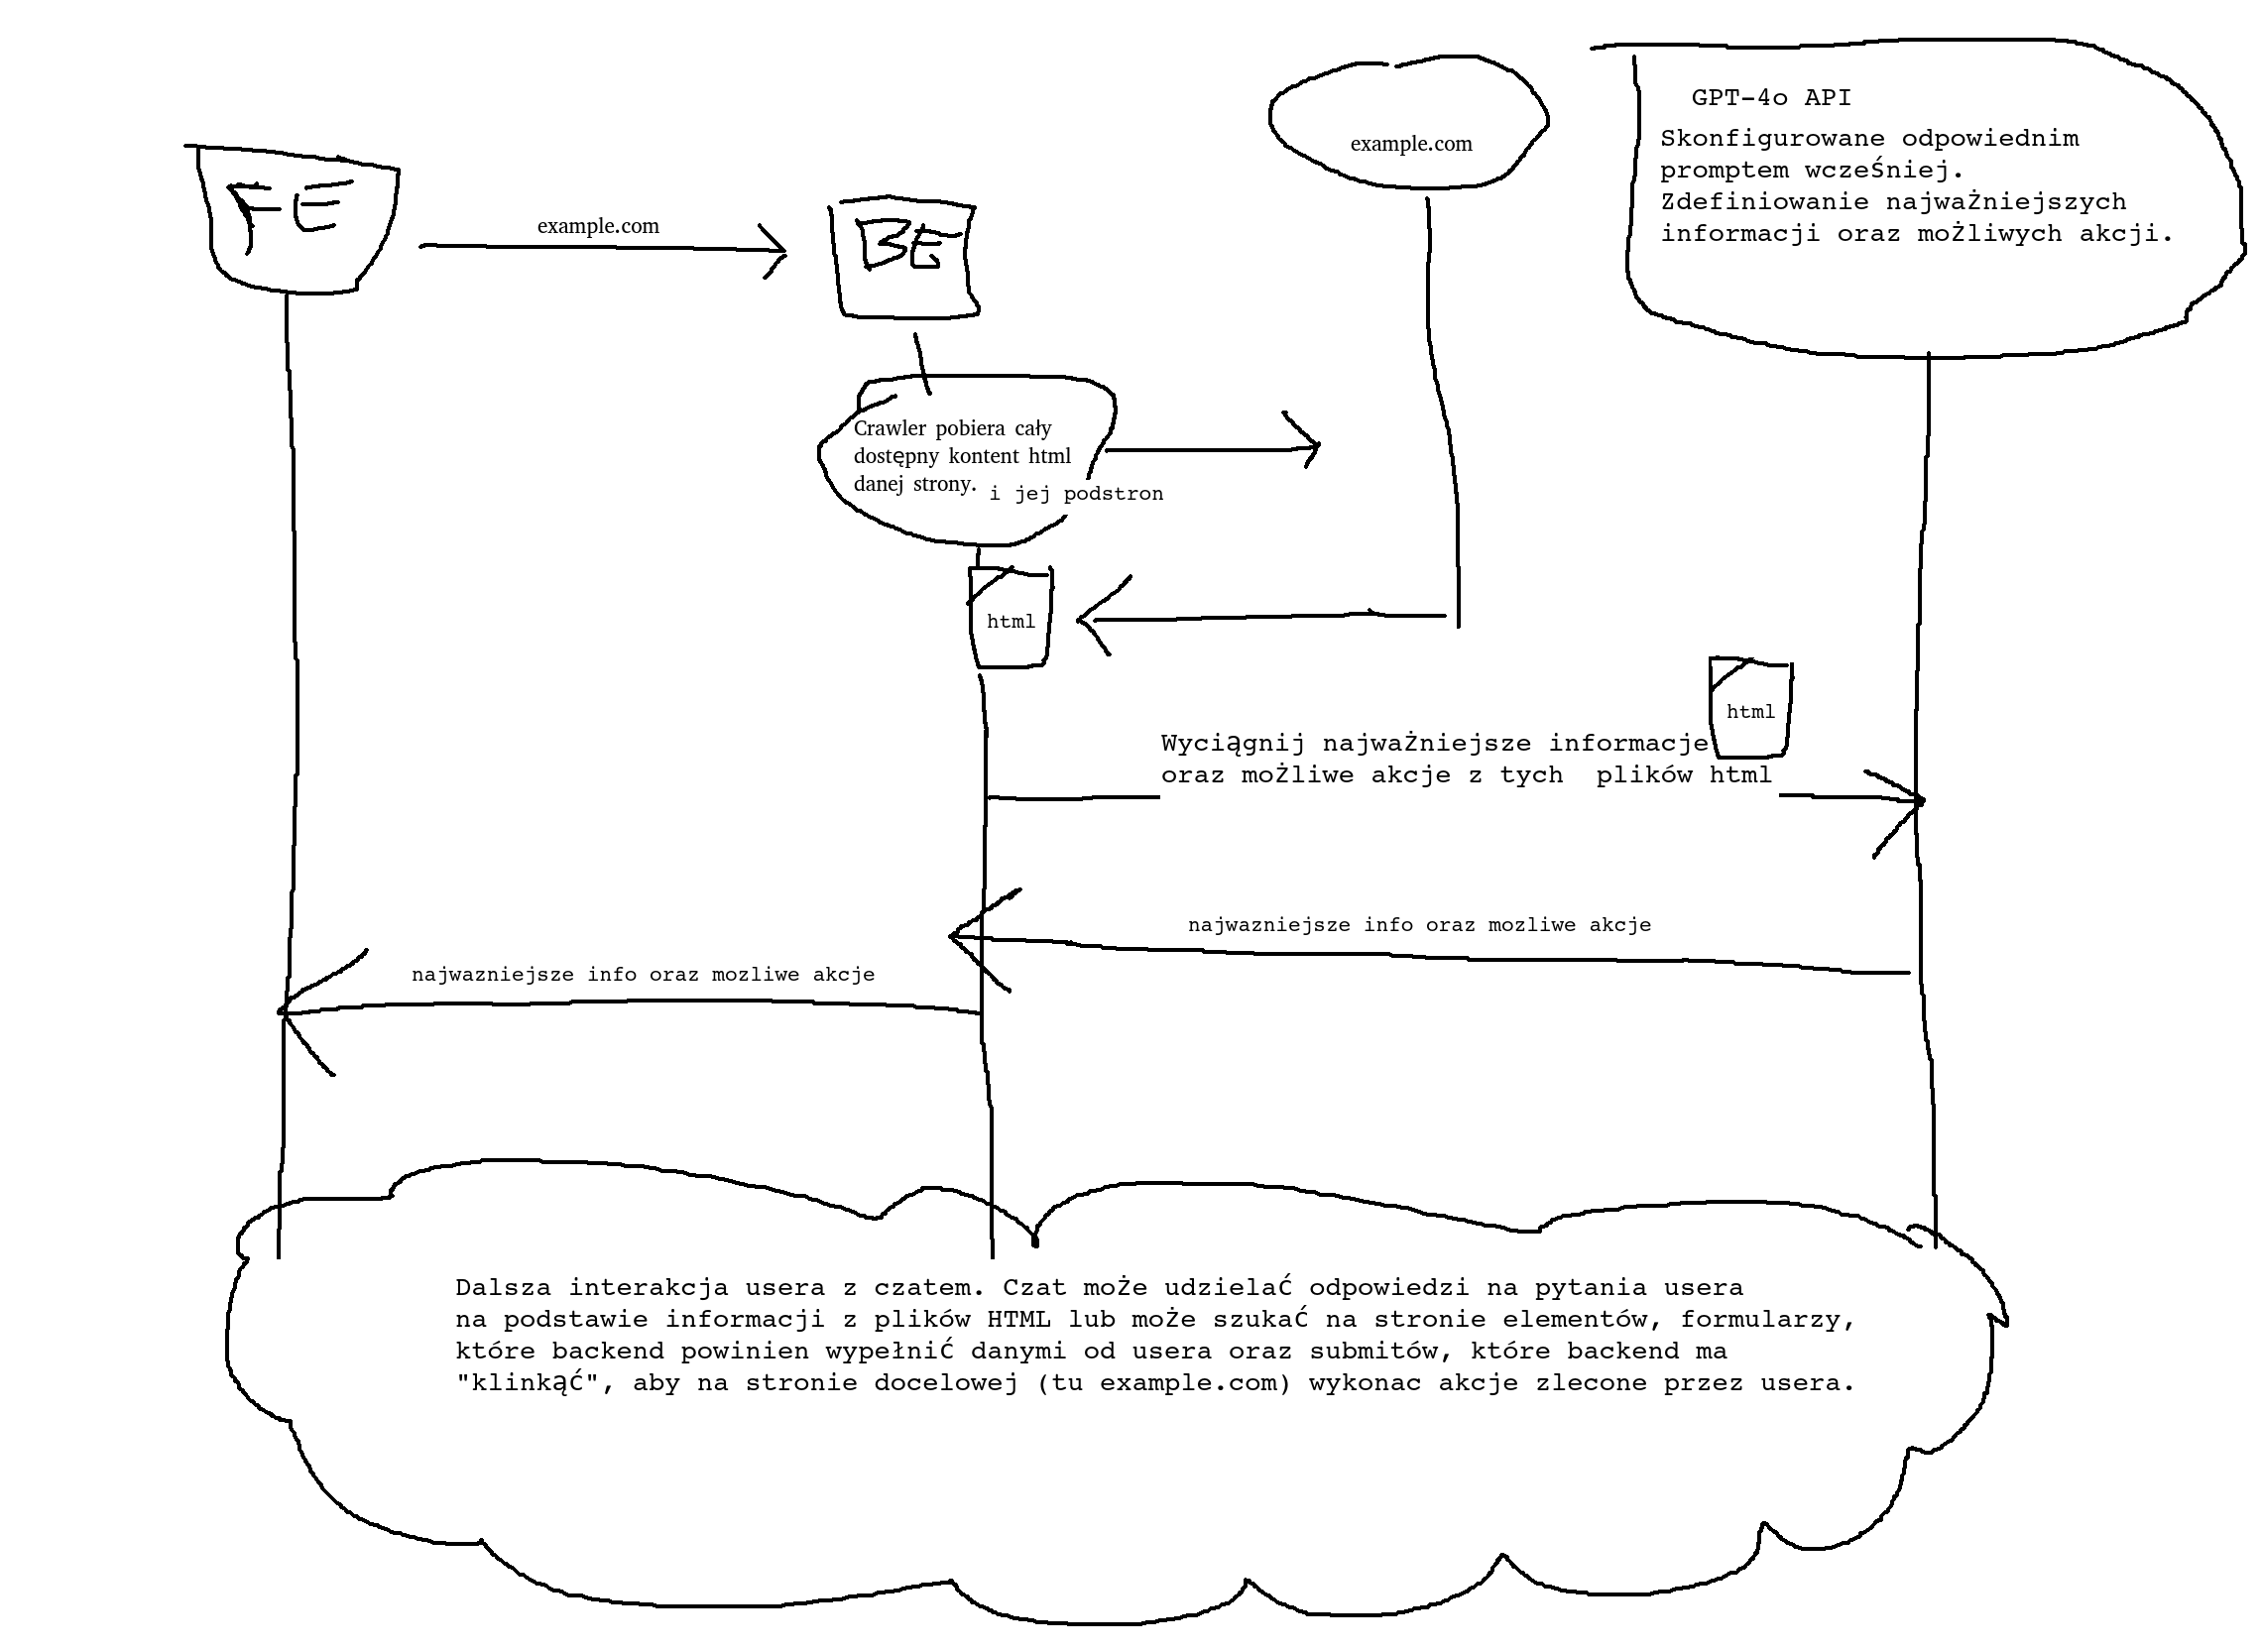 GPT-4o API
Skonfigurowane odpowiednim
promptem wcześniej.
Zdefiniowanie najważniejszych
informacji oraz możliwych akcji.
example.com
FE
example.com
BE
Crawler pobiera cały
dostępny kontent html
danej strony.
i jej podstron
html
html
Wyciągnij najważniejsze informacje
oraz możliwe akcje z tych plików html
najwazniejsze info oraz mozliwe akcje
najwazniejsze info oraz mozliwe akcje
Dalsza interakcja usera z czatem. Czat może udzielać odpowiedzi na pytania usera
na podstawie informacji z plików HTML lub może szukać na stronie elementów, formularzy,
które backend powinien wypełnić danymi od usera oraz submitów, które backend ma
"klinkąć", aby na stronie docelowej (tu example.com) wykonac akcje zlecone przez usera.